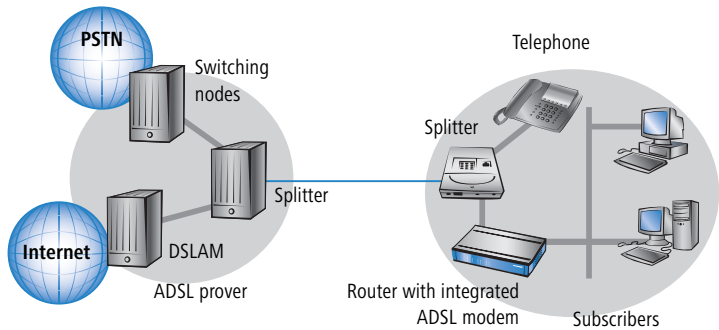 PSTN
Switching
nodes
Splitter
Internet
DSLAM
ADSL prover
Telephone
Splitter
Router with integrated
ADSL modem
Subscribers